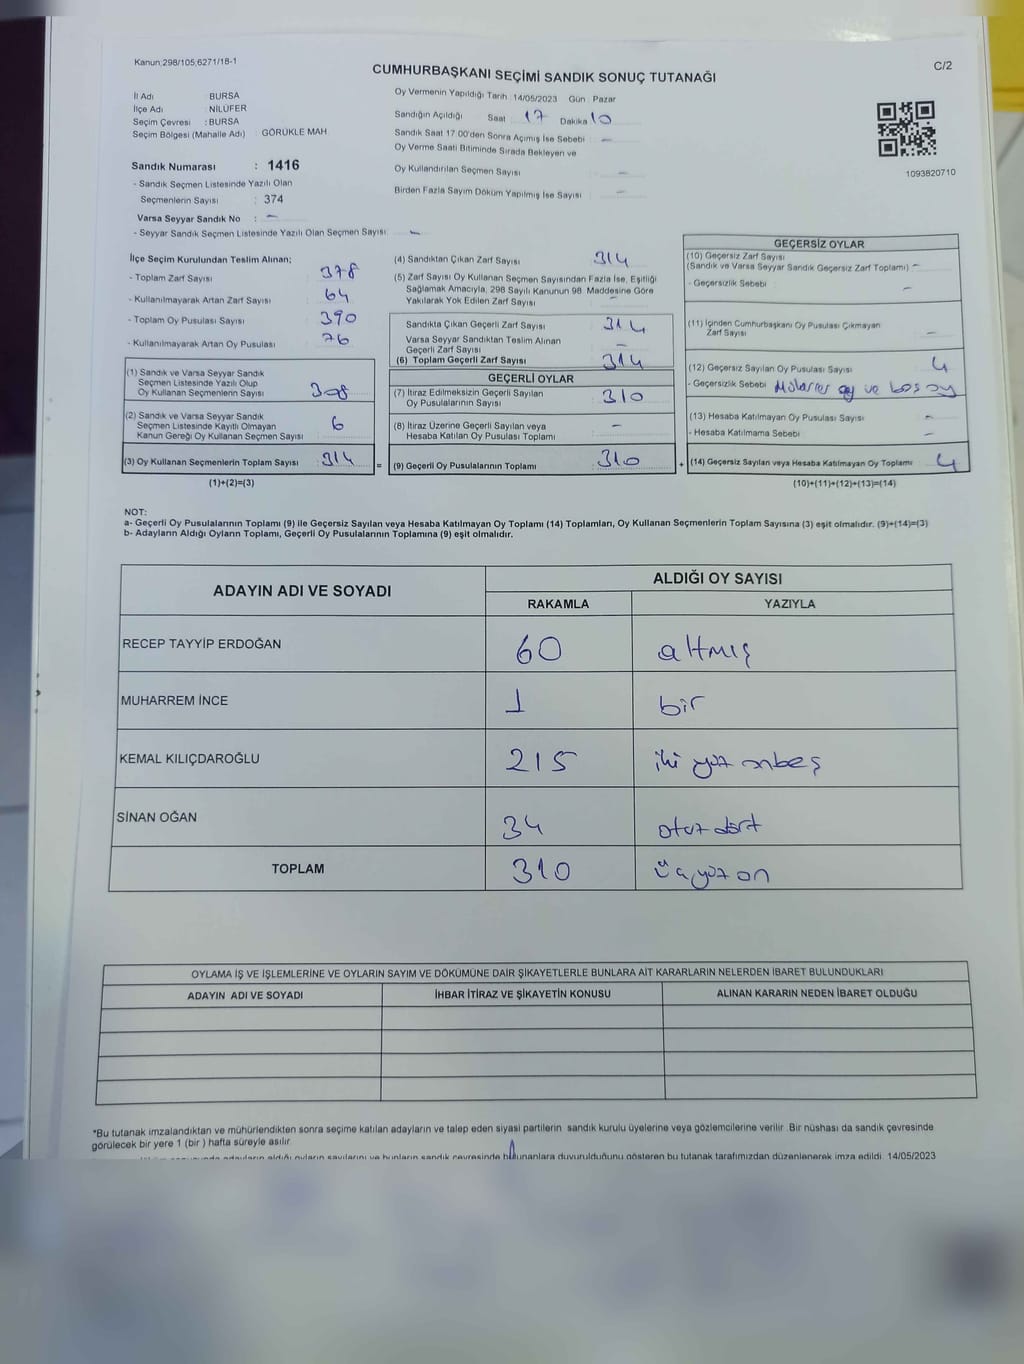 Kanun:298/105;6271/18-1
C/2
CUMHURBAŞKANI SEÇİMİ SANDIK SONUÇ TUTANAĞI
İl Adı : BURSA
İlçe Adı : NİLÜFER
Seçim Çevresi : BURSA
Seçim Bölgesi (Mahalle Adı) : GÖRÜKLE MAH
Sandık Numarası : 1416
- Sandık Seçmen Listesinde Yazılı Olan
Seçmenlerin Sayısı : 374
Varsa Seyyar Sandık No : -
- Seyyar Sandık Seçmen Listesinde Yazılı Olan Seçmen Sayısı: -
Oy Vermenin Yapıldığı Tarih 14/05/2023 Gün Pazar
Sandığın Açıldığı Saat 17 Dakika 10
Sandık Saat 17:00'den Sonra Açılmış İse Sebebi : -
Oy Verme Saati Bitiminde Sırada Bekleyen ve
Oy Kullandırılan Seçmen Sayısı : -
Birden Fazla Sayım Döküm Yapılmış İse Sayısı : -
1093820710
İlçe Seçim Kurulundan Teslim Alınan;
- Toplam Zarf Sayısı : 378
- Kullanılmayarak Artan Zarf Sayısı : 64
- Toplam Oy Pusulası Sayısı : 390
- Kullanılmayarak Artan Oy Pusulası : 76
(1) Sandık ve Varsa Seyyar Sandık
Seçmen Listesinde Yazılı Olup
Oy Kullanan Seçmenlerin Sayısı : 308
(2) Sandık ve Varsa Seyyar Sandık
Seçmen Listesinde Kayıtlı Olmayan
Kanun Gereği Oy Kullanan Seçmen Sayısı : 6
(3) Oy Kullanan Seçmenlerin Toplam Sayısı : 314
(1)+(2)=(3)
(4) Sandıktan Çıkan Zarf Sayısı : 314
(5) Zarf Sayısı Oy Kullanan Seçmen Sayısından Fazla İse, Eşitliği
Sağlamak Amacıyla, 298 Sayılı Kanunun 98. Maddesine Göre
Yakılarak Yok Edilen Zarf Sayısı : -
Sandıkta Çıkan Geçerli Zarf Sayısı : 314
Varsa Seyyar Sandıktan Teslim Alınan
Geçerli Zarf Sayısı : -
(6) Toplam Geçerli Zarf Sayısı : 314
GEÇERLİ OYLAR
(7) İtiraz Edilmeksizin Geçerli Sayılan
Oy Pusulalarının Sayısı : 310
(8) İtiraz Üzerine Geçerli Sayılan veya
Hesaba Katılan Oy Pusulası Toplamı : -
= (9) Geçerli Oy Pusulalarının Toplamı : 310
GEÇERSİZ OYLAR
(10) Geçersiz Zarf Sayısı
(Sandık ve Varsa Seyyar Sandık Geçersiz Zarf Toplamı) -
- Geçersizlik Sebebi : -
(11) İçinden Cumhurbaşkanı Oy Pusulası Çıkmayan
Zarf Sayısı : -
(12) Geçersiz Sayılan Oy Pusulası Sayısı : 4
- Geçersizlik Sebebi oy ve boş oy
(13) Hesaba Katılmayan Oy Pusulası Sayısı : -
- Hesaba Katılmama Sebebi : -
+ (14) Geçersiz Sayılan veya Hesaba Katılmayan Oy Toplamı : 4
(10)+(11)+(12)+(13)=(14)
NOT:
a- Geçerli Oy Pusulalarının Toplamı (9) ile Geçersiz Sayılan veya Hesaba Katılmayan Oy Toplamı (14) Toplamları, Oy Kullanan Seçmenlerin Toplam Sayısına (3) eşit olmalıdır. (9)+(14)=(3)
b- Adayların Aldığı Oyların Toplamı, Geçerli Oy Pusulalarının Toplamına (9) eşit olmalıdır.
ADAYIN ADI VE SOYADI ALDIĞI OY SAYISI
RAKAMLA YAZIYLA
RECEP TAYYİP ERDOĞAN 60 altmış
MUHARREM İNCE 1 bir
KEMAL KILIÇDAROĞLU 215 iki yüz onbeş
SİNAN OĞAN 34 otuz dört
TOPLAM 310 üçyüz on
OYLAMA İŞ VE İŞLEMLERİNE VE OYLARIN SAYIM VE DÖKÜMÜNE DAİR ŞİKAYETLERLE BUNLARA AİT KARARLARIN NELERDEN İBARET BULUNDUKLARI
ADAYIN ADI VE SOYADI İHBAR İTİRAZ VE ŞİKAYETİN KONUSU ALINAN KARARIN NEDEN İBARET OLDUĞU
*Bu tutanak imzalandıktan ve mühürlendikten sonra seçime katılan adayların ve talep eden siyasi partilerin sandık kurulu üyelerine veya gözlemcilerine verilir. Bir nüshası da sandık çevresinde
görülecek bir yere 1 (bir ) hafta süreyle asılır.
adayların aldığı oyların sayılarını ve bunların sandık çevresinde bulunanlara duyurulduğunu gösteren bu tutanak tarafımızdan düzenlenerek imza edildi. 14/05/2023